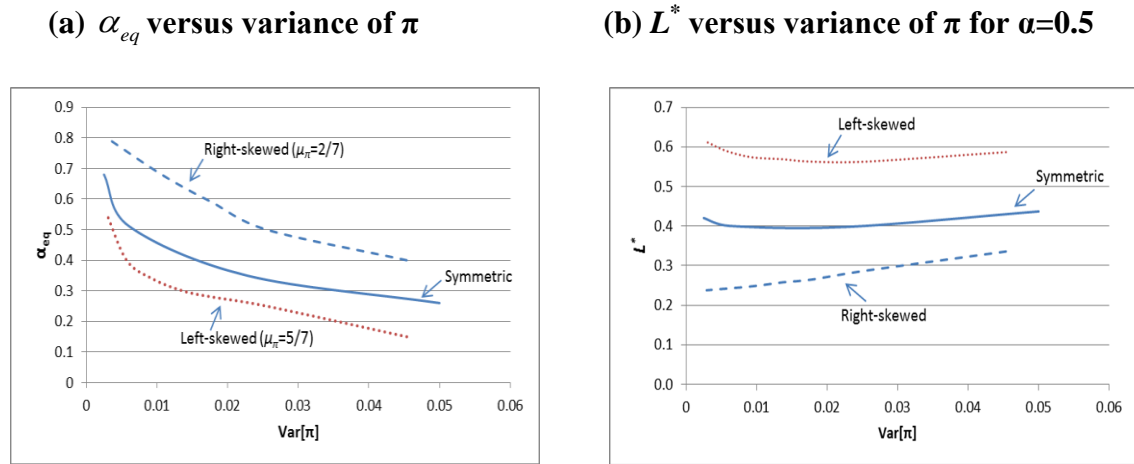 (a) α_eq versus variance of π
(b) L* versus variance of π for α=0.5
0.9
0.8
0.7
0.6
0.5
0.4
0.3
0.2
0.1
0
α_eq
Right-skewed (μ_π=2/7)
Symmetric
Left-skewed (μ_π=5/7)
0 0.01 0.02 0.03 0.04 0.05 0.06
Var[π]
0.7
0.6
0.5
0.4
0.3
0.2
0.1
0.0
L*
Left-skewed
Symmetric
Right-skewed
0 0.01 0.02 0.03 0.04 0.05 0.06
Var[π]